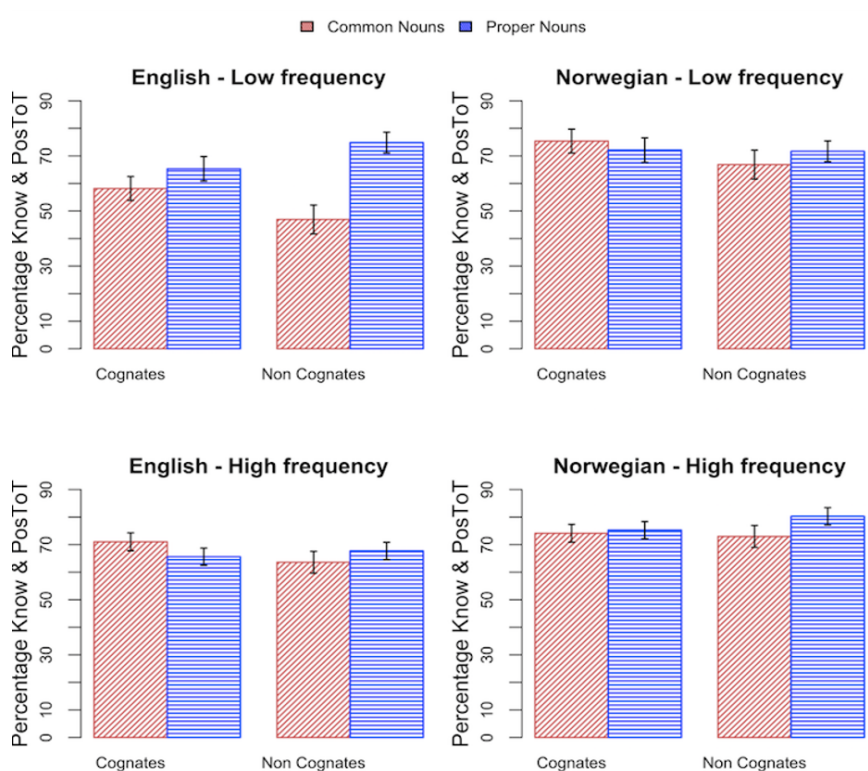 Common Nouns Proper Nouns
English - Low frequency
Percentage Know & PosToT
90
70
50
30
10
0
Cognates Non Cognates
Norwegian - Low frequency
Percentage Know & PosToT
90
70
50
30
10
0
Cognates Non Cognates
English - High frequency
Percentage Know & PosToT
90
70
50
30
10
0
Cognates Non Cognates
Norwegian - High frequency
Percentage Know & PosToT
90
70
50
30
10
0
Cognates Non Cognates